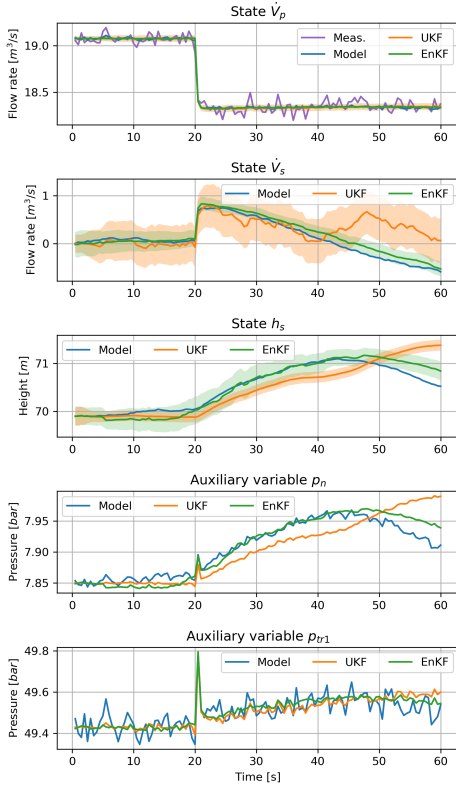 State V̇ₚ
Meas. UKF
Model EnKF
Flow rate [m³/s]
19.0
18.5
0 10 20 30 40 50 60
State V̇ₛ
Model UKF EnKF
Flow rate [m³/s]
1
0
0 10 20 30 40 50 60
State hₛ
Model UKF EnKF
Height [m]
71
70
0 10 20 30 40 50 60
Auxiliary variable pₙ
Model UKF EnKF
Pressure [bar]
7.95
7.90
7.85
0 10 20 30 40 50 60
Auxiliary variable pₜᵣ₁
Model UKF EnKF
Pressure [bar]
49.8
49.6
49.4
0 10 20 30 40 50 60
Time [s]